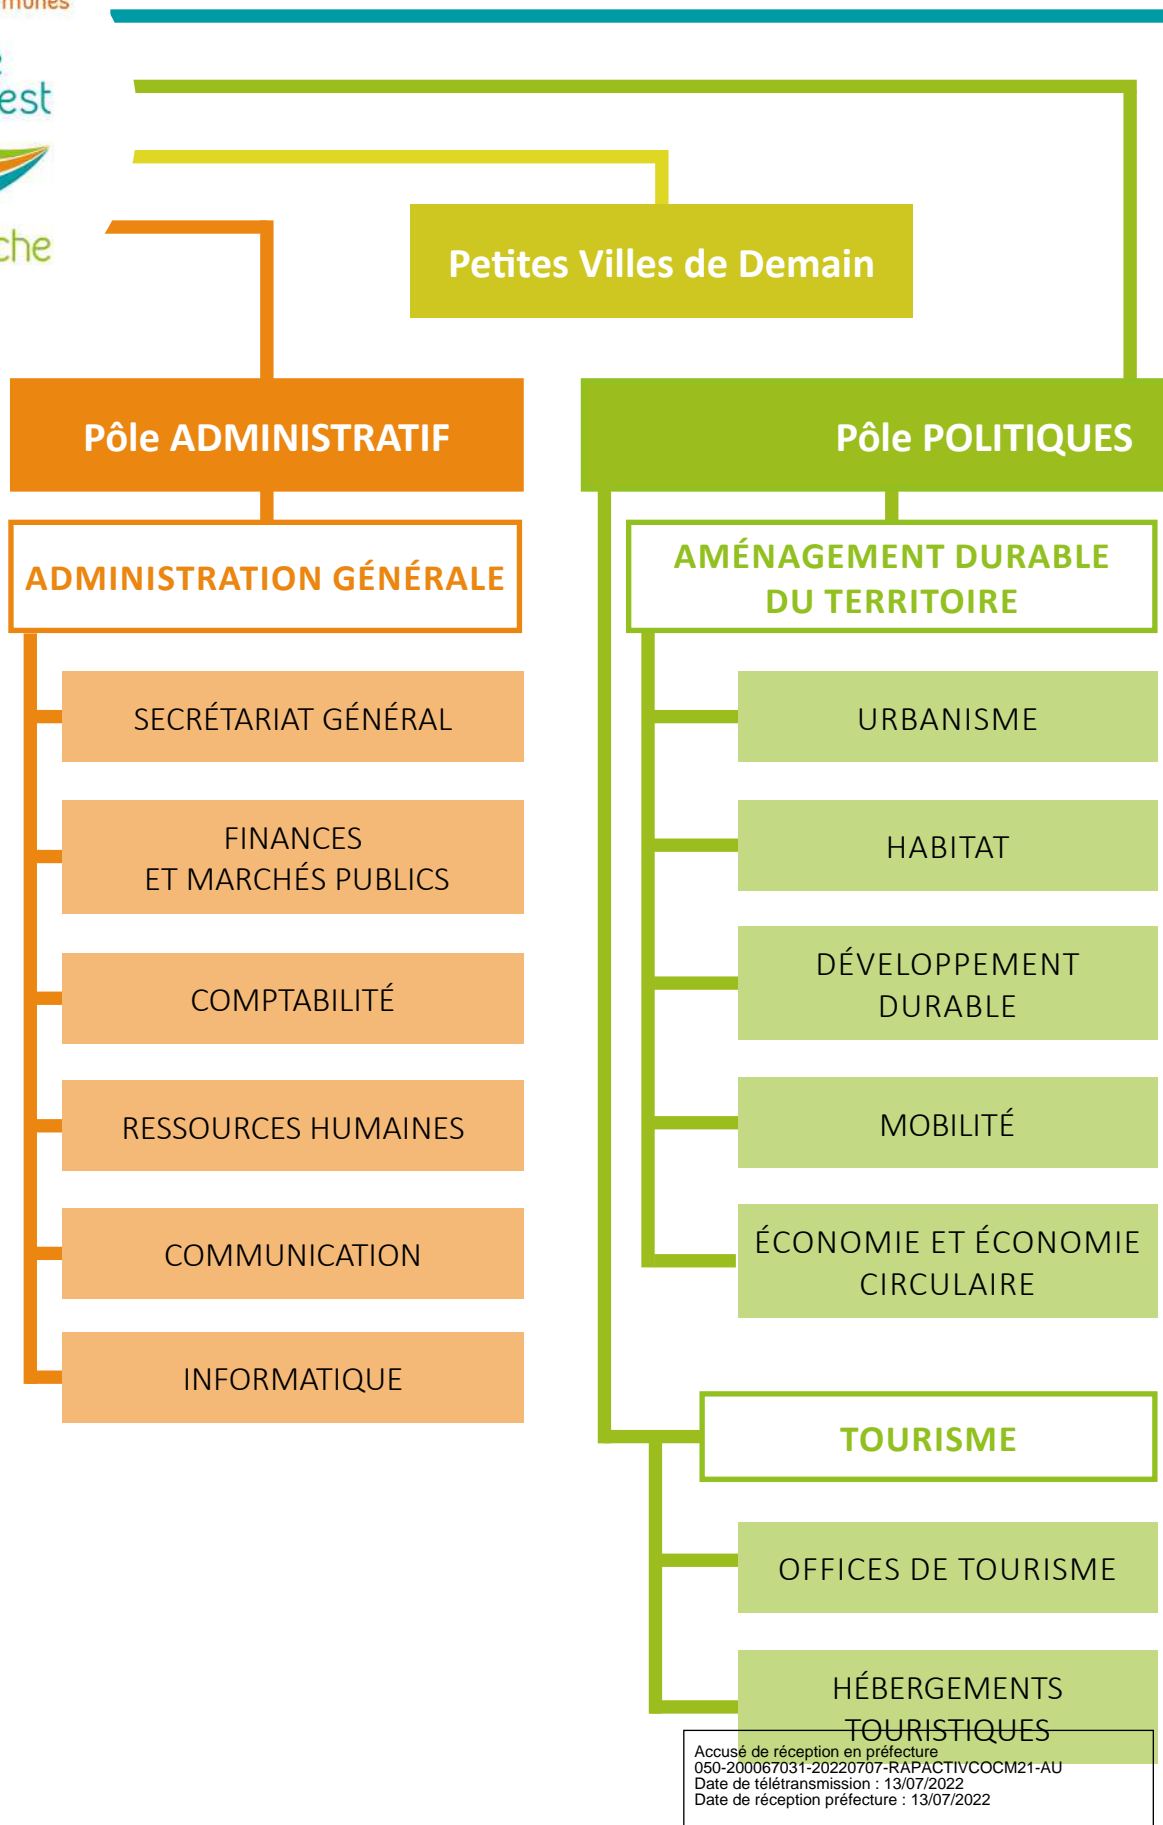 est
che
Petites Villes de Demain
Pôle ADMINISTRATIF
ADMINISTRATION GÉNÉRALE
SECRÉTARIAT GÉNÉRAL
FINANCES
ET MARCHÉS PUBLICS
COMPTABILITÉ
RESSOURCES HUMAINES
COMMUNICATION
INFORMATIQUE
Pôle POLITIQUES
AMÉNAGEMENT DURABLE
DU TERRITOIRE
URBANISME
HABITAT
DÉVELOPPEMENT
DURABLE
MOBILITÉ
ÉCONOMIE ET ÉCONOMIE
CIRCULAIRE
TOURISME
OFFICES DE TOURISME
HÉBERGEMENTS
TOURISTIQUES
Accusé de réception en préfecture
050-200067031-20220707-RAPACTIVCOCM21-AU
Date de télétransmission : 13/07/2022
Date de réception préfecture : 13/07/2022